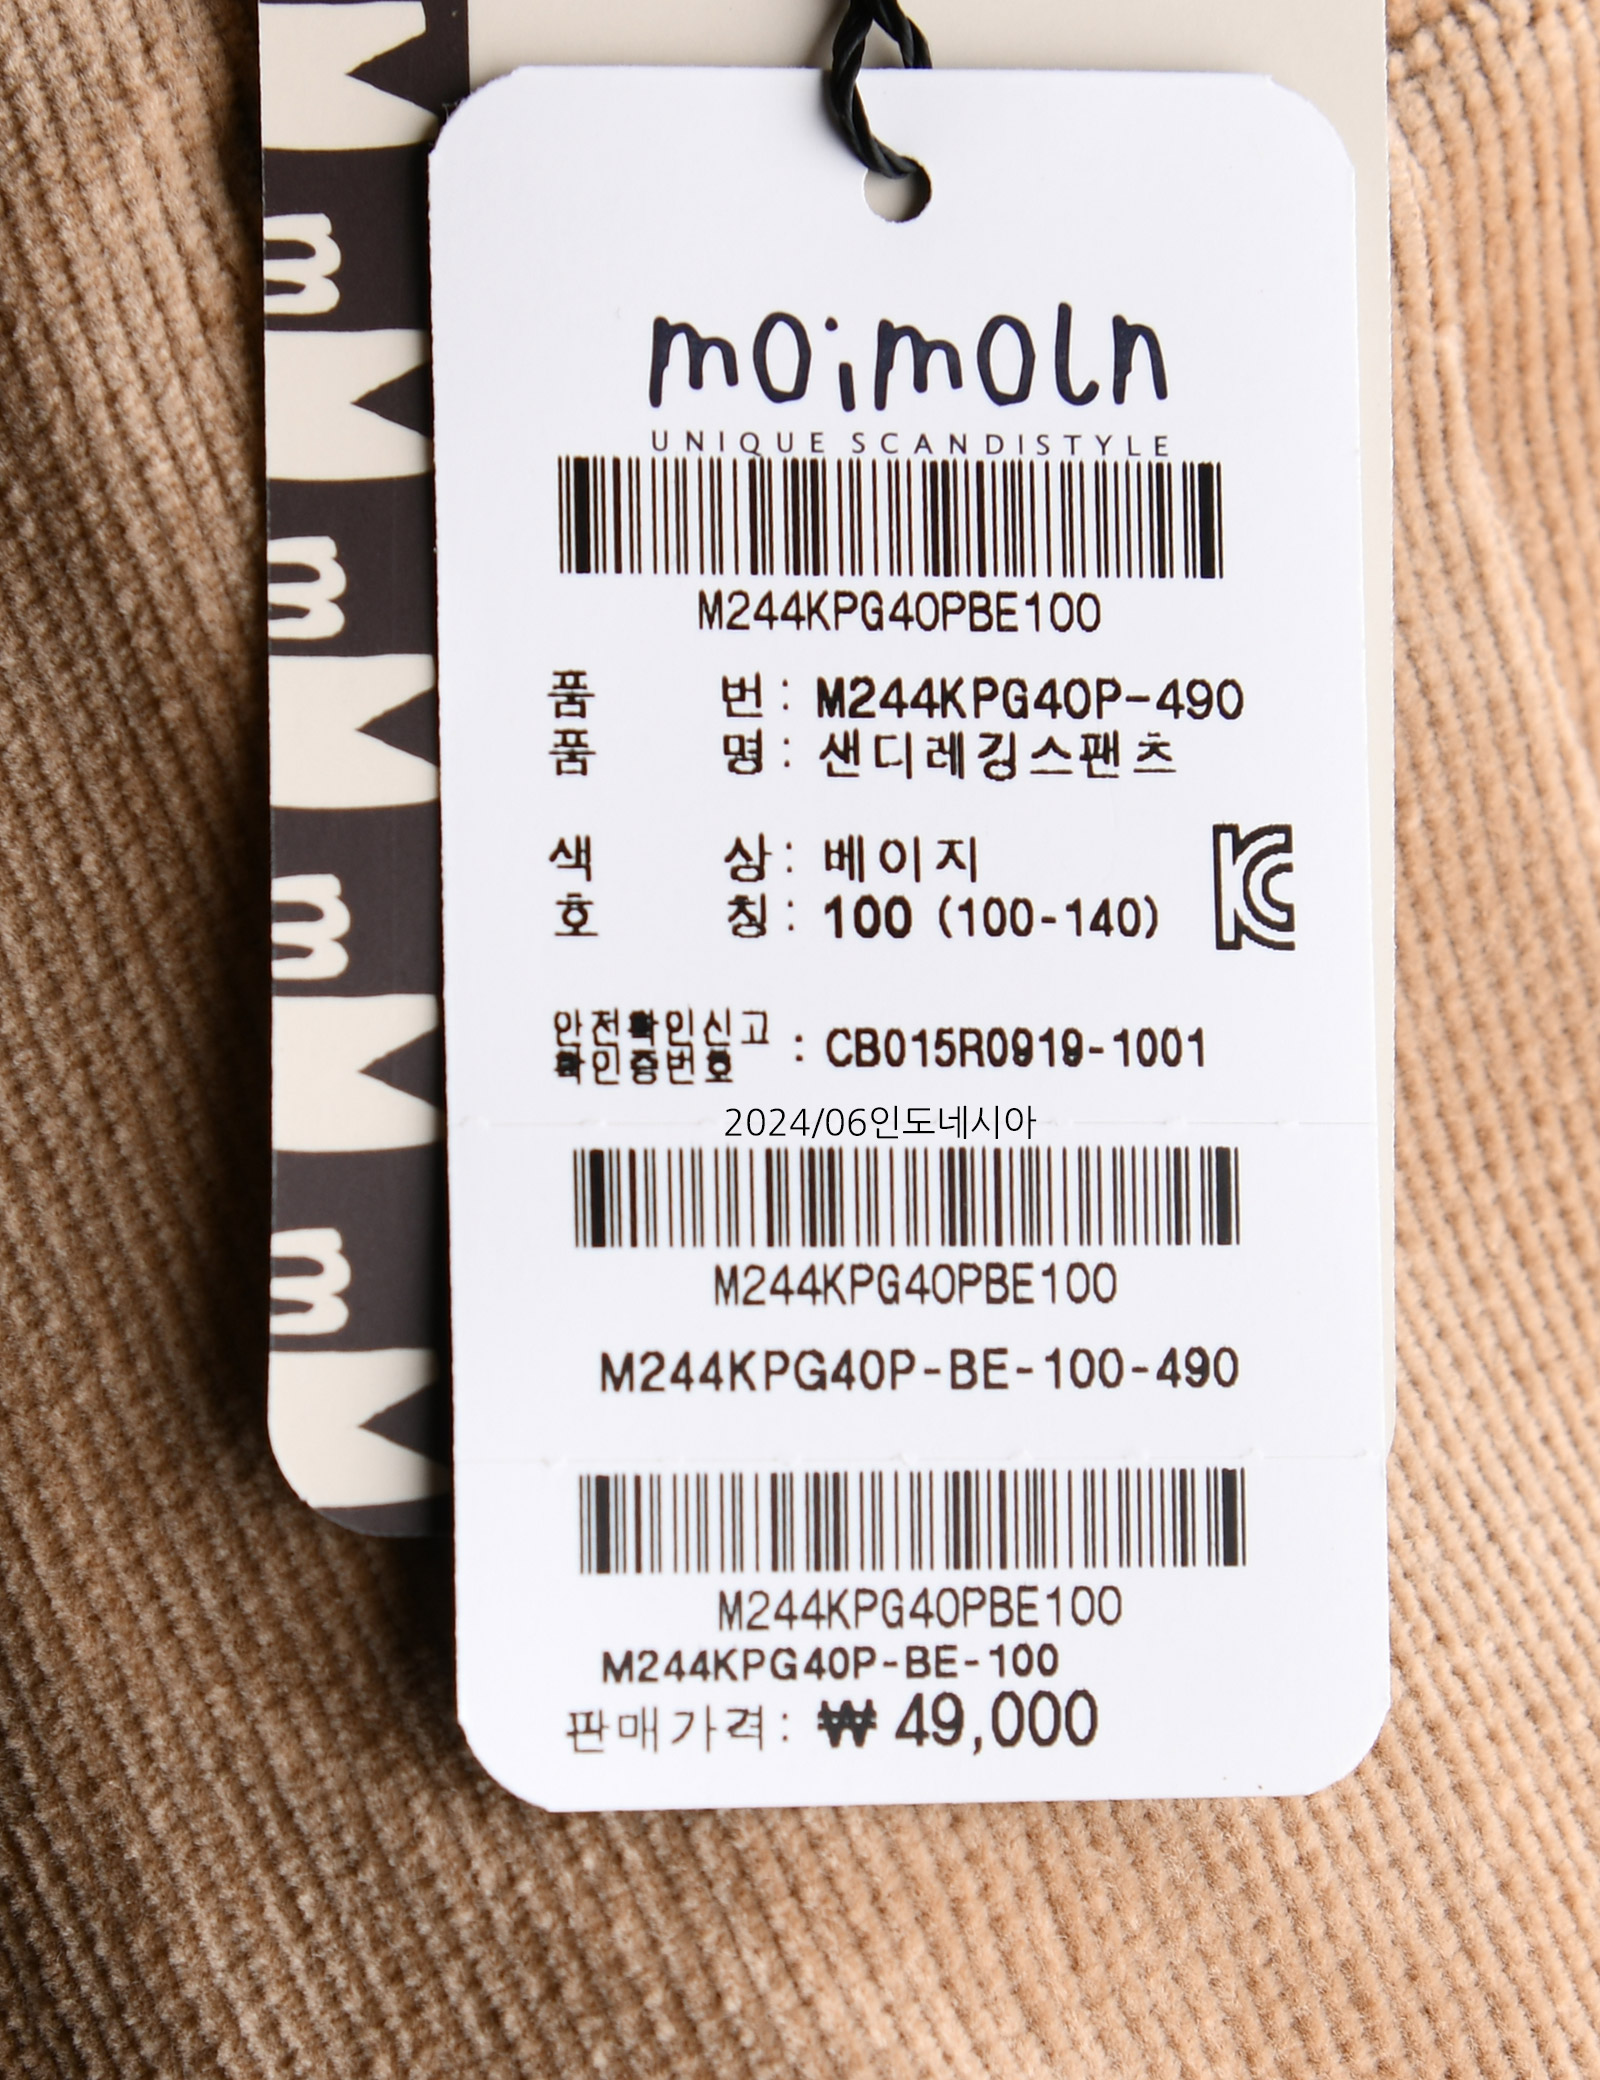 moimoln
UNIQUE SCANDISTYLE
M244KPG40PBE100
품 번 : M244KPG40P-490
품 명 : 샌디레깅스팬츠
색 상 : 베이지
호 칭 : 100 (100-140)
KC
안전확인신고
확인증번호 : CB015R0919-1001
2024/06인도네시아
M244KPG40PBE100
M244KPG40P-BE-100-490
M244KPG40PBE100
M244KPG40P-BE-100
판매가격: ₩ 49,000